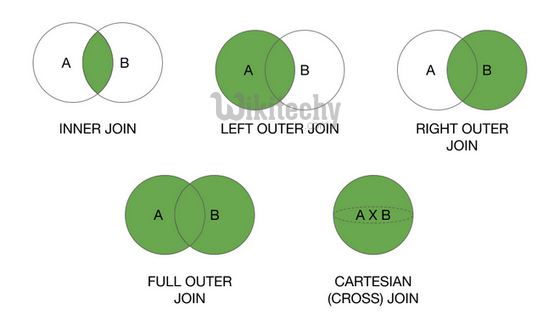 A B
A B
A B
INNER JOIN
LEFT OUTER JOIN
RIGHT OUTER
JOIN
Wikitechy
A B
A X B
FULL OUTER
JOIN
CARTESIAN
(CROSS) JOIN